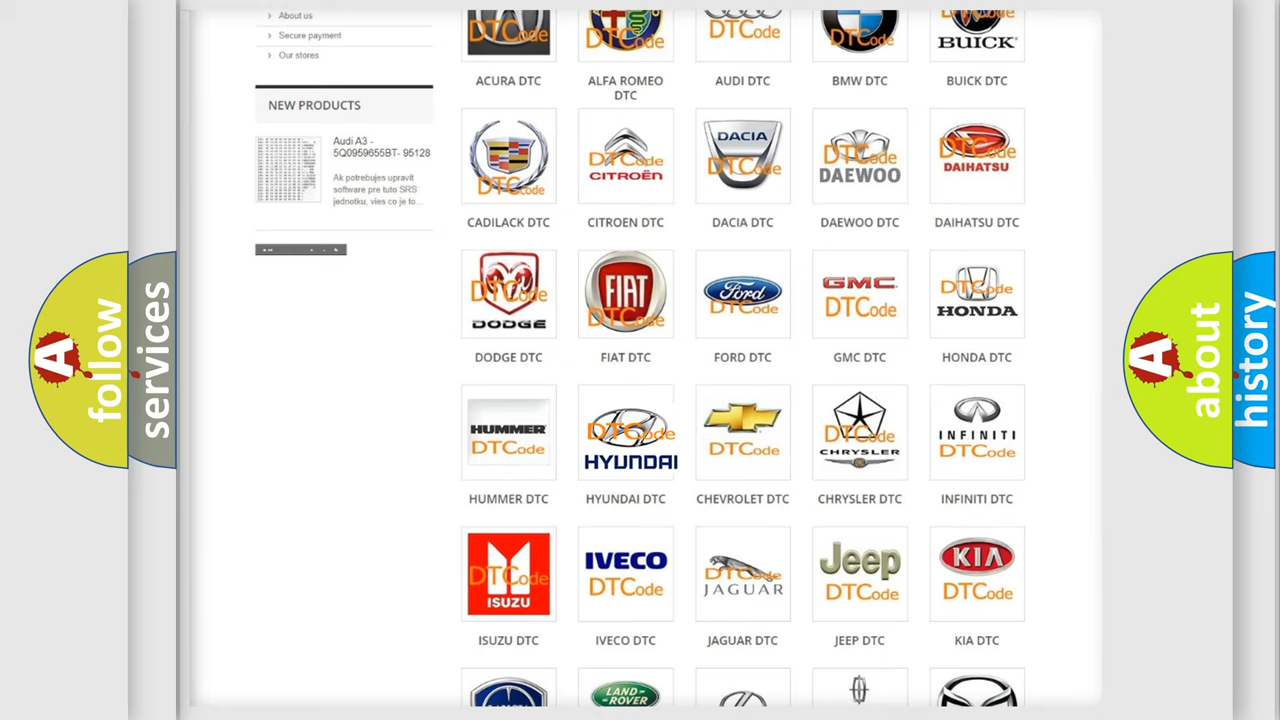 About us
Secure payment
Our stores
NEW PRODUCTS
Audi A3 -
5Q0959655BT- 95128
Ak potrebujes upravit
software pre tuto SRS
jednotku, vies co je to...
DTCode
DTCode
DTCode
DTCode
BUICK
ACURA DTC
ALFA ROMEO
DTC
AUDI DTC
BMW DTC
BUICK DTC
DTCode
DTCode
CITROËN
DACIA
DTCode
DTCode
DAEWOO
DTCode
DAIHATSU
CADILACK DTC
CITROEN DTC
DACIA DTC
DAEWOO DTC
DAIHATSU DTC
DTCode
DODGE
FIAT
DTCode
Ford
DTCode
GMC
DTCode
DTCode
HONDA
DODGE DTC
FIAT DTC
FORD DTC
GMC DTC
HONDA DTC
HUMMER
DTCode
DTCode
HYUNDAI
DTCode
DTCode
CHRYSLER
INFINITI
DTCode
HUMMER DTC
HYUNDAI DTC
CHEVROLET DTC
CHRYSLER DTC
INFINITI DTC
DTCode
ISUZU
IVECO
DTCode
DTCode
JAGUAR
Jeep
DTCode
KIA
DTCode
ISUZU DTC
IVECO DTC
JAGUAR DTC
JEEP DTC
KIA DTC
LAND-
ROVER
A
follow
services
A
about
history